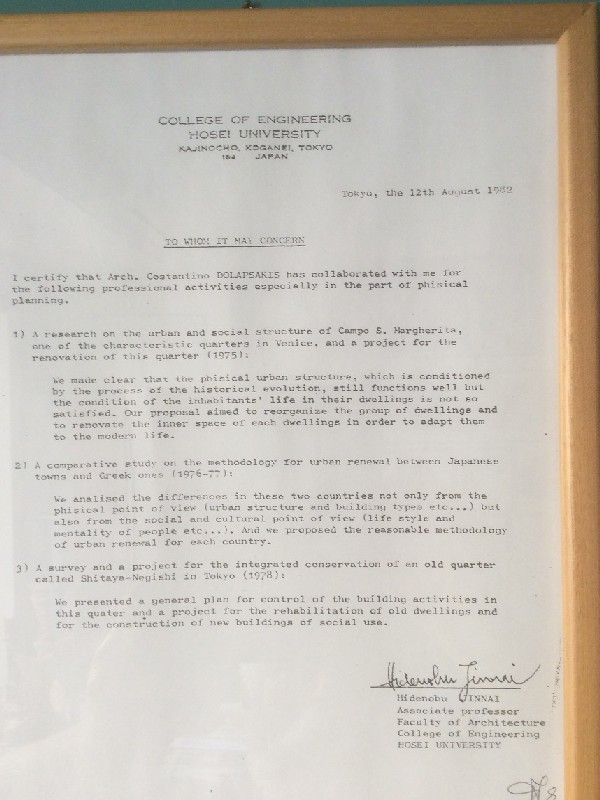 COLLEGE OF ENGINEERING
HOSEI UNIVERSITY
KAJINOCHO, KOGANEI, TOKYO
184 JAPAN
Tokyo, the 12th August 1982
TO WHOM IT MAY CONCERN
I certify that Arch. Costantino DOLAPSAKIS has collaborated with me for
the following professional activities especially in the part of phisical
planning.
1) A research on the urban and social structure of Campo S. Margherita,
one of the characteristic quarters in Venice, and a project for the
renovation of this quarter (1975):
We made clear that the phisical urban structure, which is conditioned
by the process of the historical evolution, still functions well but
the condition of the inhabitants' life in their dwellings is not so
satisfied. Our proposal aimed to reorganize the group of dwellings and
to renovate the inner space of each dwellings in order to adapt them
to the modern life.
2) A comperative study on the methodology for urban renewal between Japanese
towns and Greek ones (1976-77):
We analised the differences in these two countries not only from the
phisical point of view (urban structure and building types etc...) but
also from the social and cultural point of view (life style and
mentality of people etc...). And we proposed the reasonable methodology
of urban renewal for each country.
3) A survey and a project for the integrated conservation of an old quarter
called Shitaya-Negishi in Tokyo (1978):
We presented a general plan for control of the building activities in
this quater and a project for the rehabilitation of old dwellings and
for the construction of new buildings of social use.
Hidenobu Jinnai
Hidenobu JINNAI
Associate professor
Faculty of Architecture
College of Engineering
HOSEI UNIVERSITY